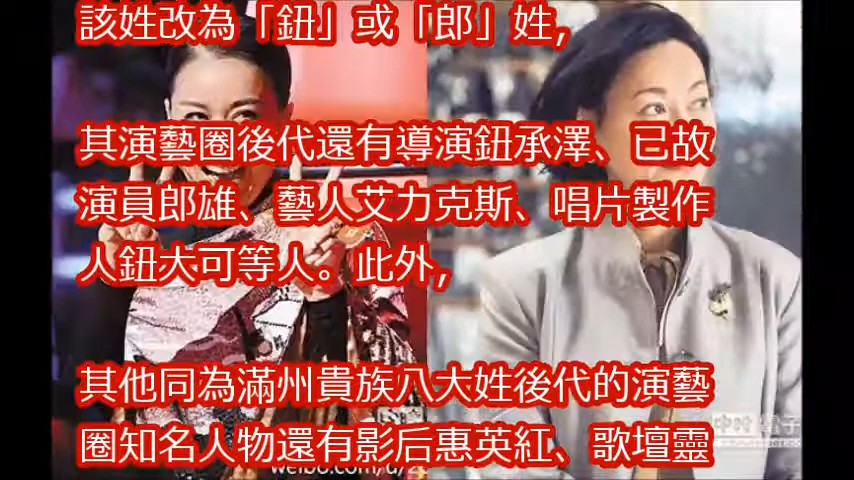 該姓改為「鈕」或「郎」姓，
其演藝圈後代還有導演鈕承澤、已故
演員郎雄、藝人艾力克斯、唱片製作
人鈕大可等人。此外，
其他同為滿州貴族八大姓後代的演藝
圈知名人物還有影后惠英紅、歌壇靈